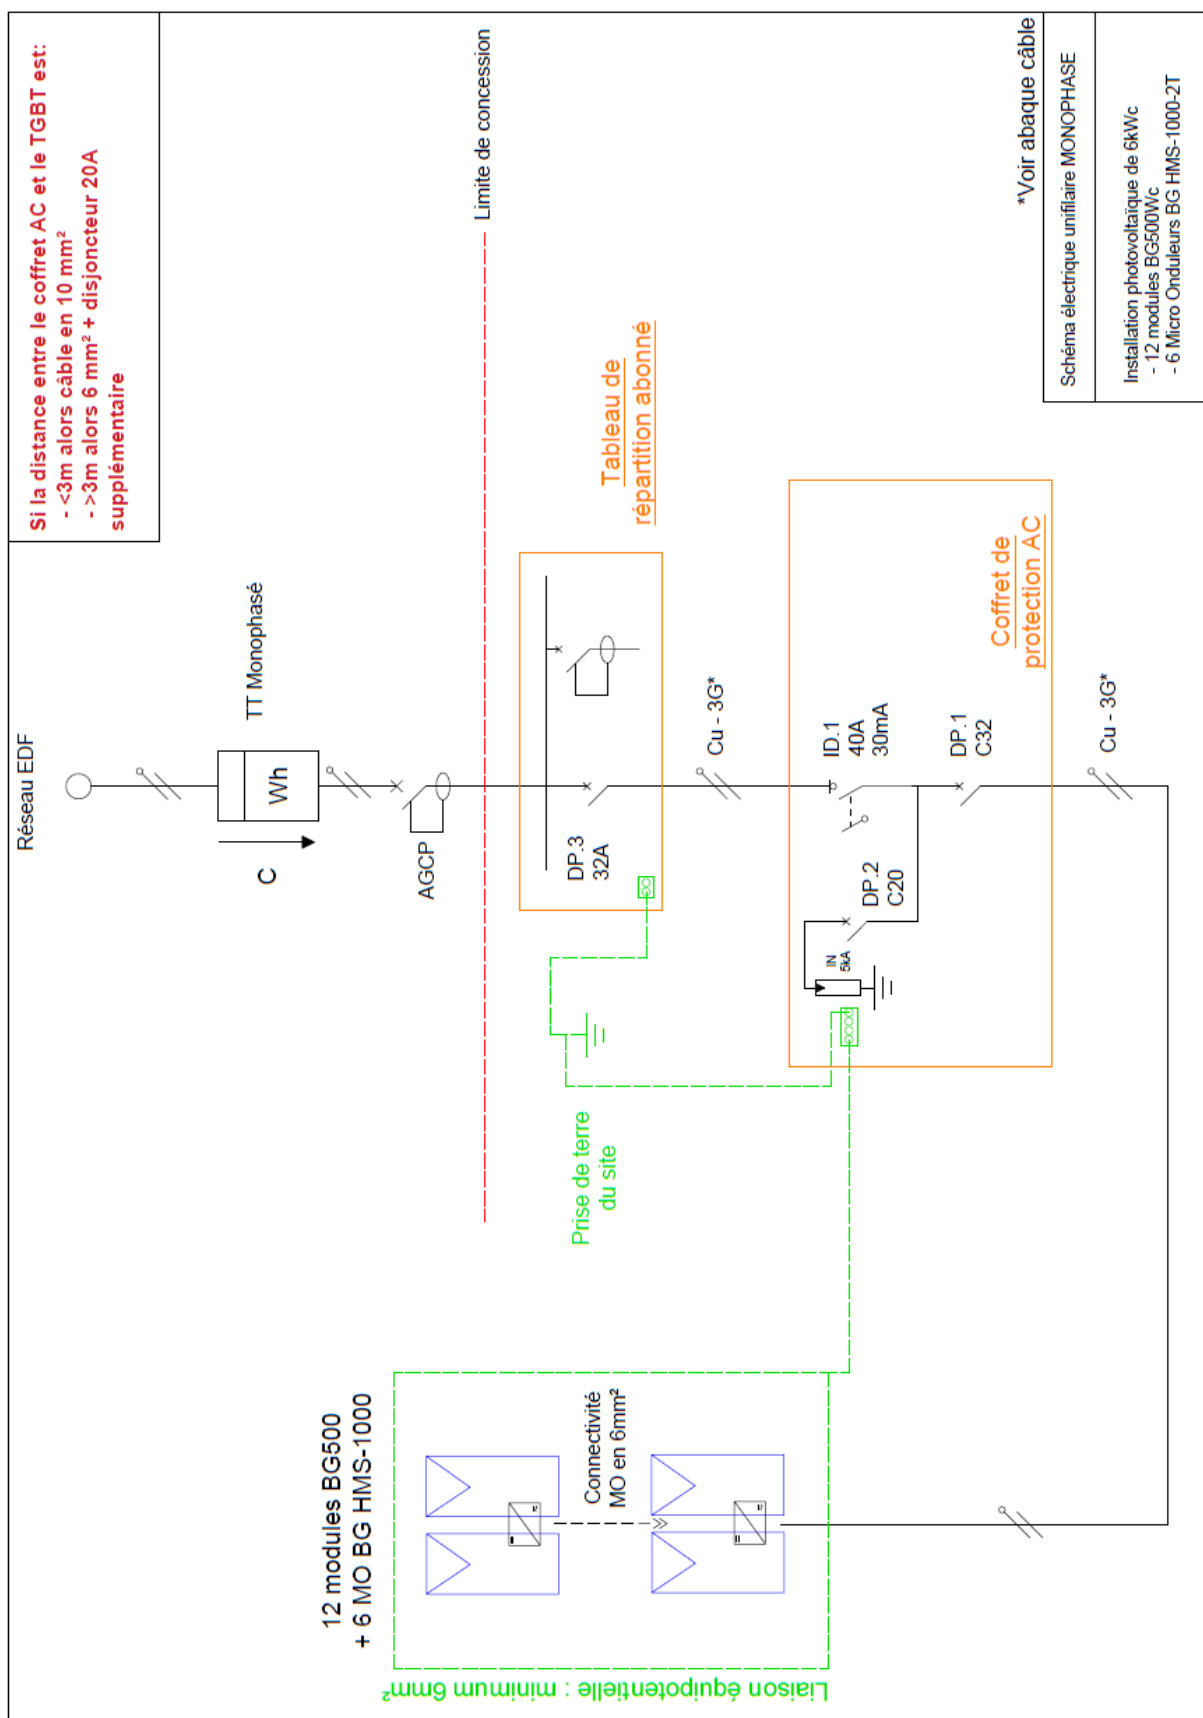 Si la distance entre le coffret AC et le TGBT est:
- <3m alors câble en 10 mm²
- >3m alors 6 mm² + disjoncteur 20A
supplémentaire
Réseau EDF
TT Monophasé
Wh
C
AGCP
Limite de concession
Tableau de
répartition abonné
DP.3
32A
Cu - 3G*
Prise de terre
du site
Coffret de
protection AC
ID.1
40A
30mA
DP.2
C20
IN
5kA
DP.1
C32
Cu - 3G*
12 modules BG500
+ 6 MO BG HMS-1000
Connectivité
MO en 6mm²
Liaison équipotentielle : minimum 6mm²
*Voir abaque câble
Schéma électrique unifilaire MONOPHASE
Installation photovoltaïque de 6kWc
- 12 modules BG500Wc
- 6 Micro Onduleurs BG HMS-1000-2T